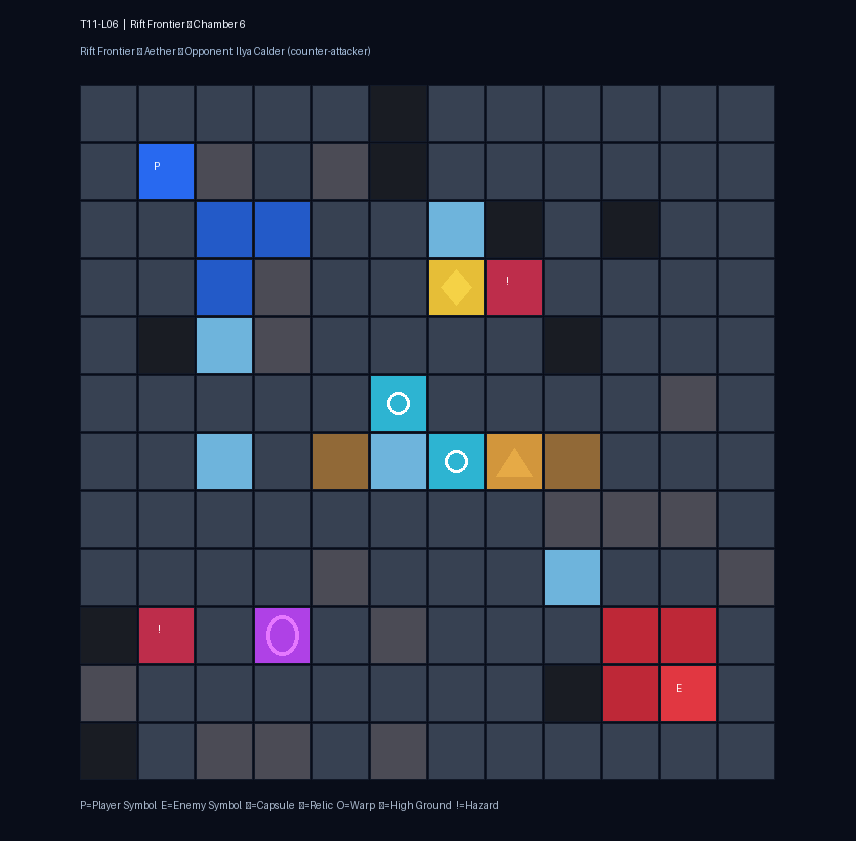 T11-L06 | Rift Frontier □ Chamber 6
Rift Frontier □ Aether □ Opponent: Ilya Calder (counter-attacker)
P
!
!
E
P=Player Symbol E=Enemy Symbol □=Capsule □=Relic O=Warp □=High Ground !=Hazard